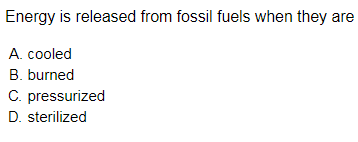 Energy is released from fossil fuels when they are
A. cooled
B. burned
C. pressurized
D. sterilized